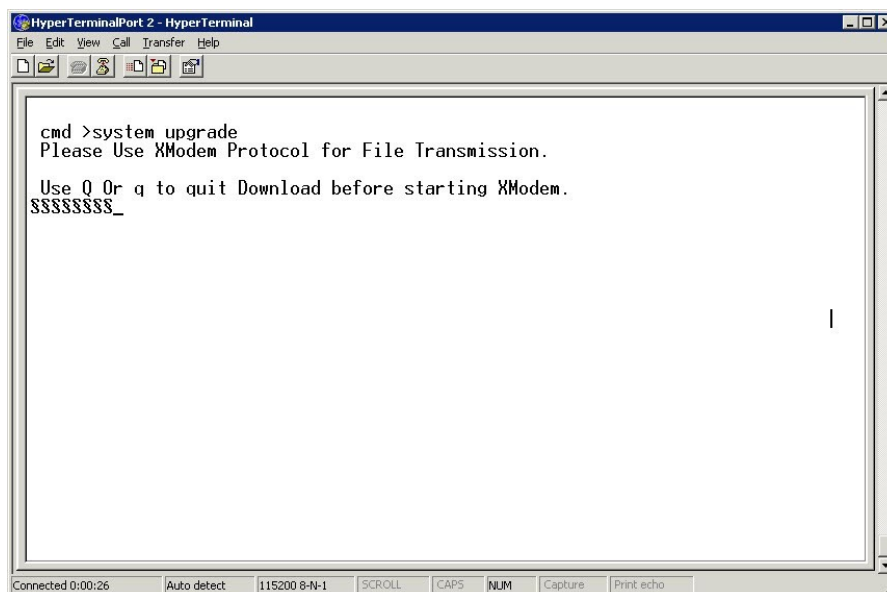 HyperTerminalPort 2 - HyperTerminal
File Edit View Call Transfer Help
cmd >system upgrade
Please Use XModem Protocol for File Transmission.
Use Q Or q to quit Download before starting XModem.
§§§§§§§§_
Connected 0:00:26 Auto detect 115200 8-N-1 SCROLL CAPS NUM Capture Print echo